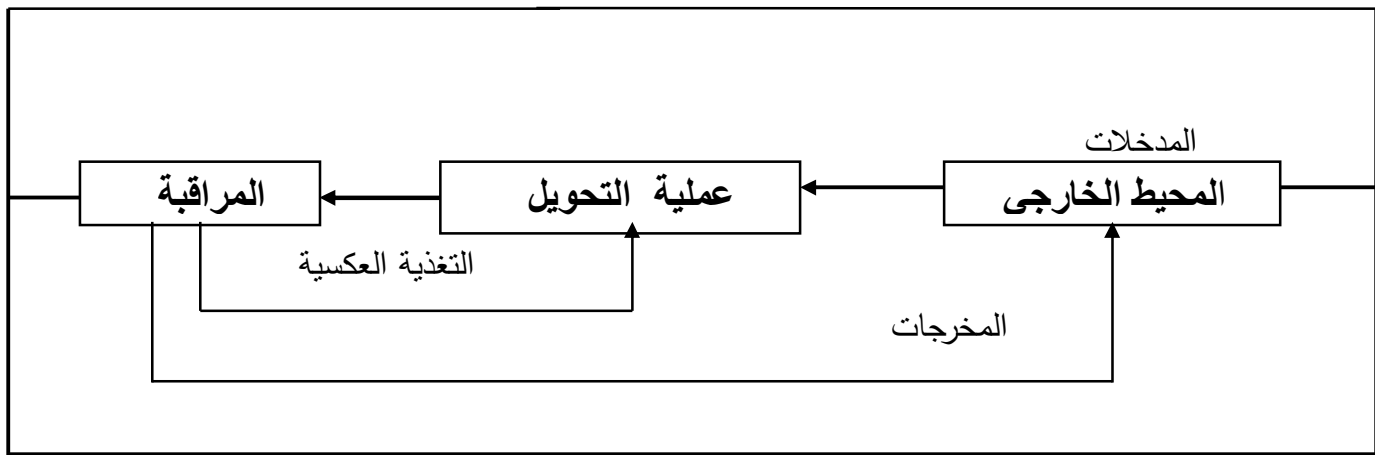 المدخلات
المحيط الخارجى
عملية التحويل
المراقبة
التغذية العكسية
المخرجات